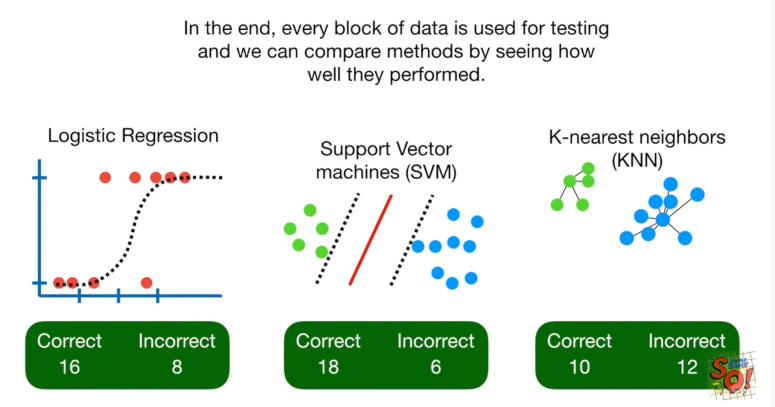 In the end, every block of data is used for testing
and we can compare methods by seeing how
well they performed.
Logistic Regression
Support Vector
machines (SVM)
K-nearest neighbors
(KNN)
Correct Incorrect
16 8
Correct Incorrect
18 6
Correct Incorrect
10 12
SQ!